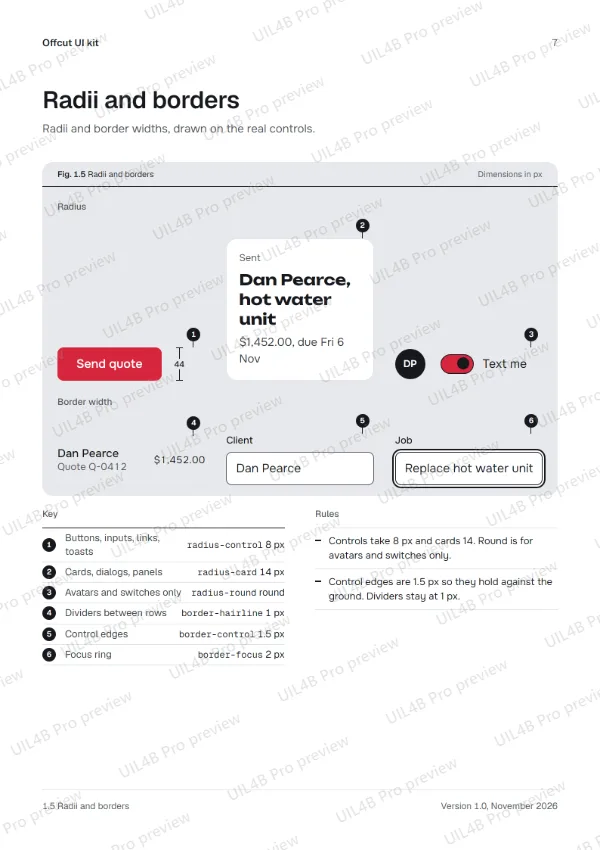 Offcut UI kit
7
Radii and borders
Radii and border widths, drawn on the real controls.
Fig. 1.5 Radii and borders
Dimensions in px
Radius
2
Sent
Dan Pearce,
hot water
unit
$1,452.00, due Fri 6
Nov
1
Send quote
44
3
DP
Text me
Border width
4
Dan Pearce
Quote Q-0412
$1,452.00
5
Client
Dan Pearce
6
Job
Replace hot water unit
Key
1 Buttons, inputs, links,
toasts
radius-control 8 px
2 Cards, dialogs, panels radius-card 14 px
3 Avatars and switches only radius-round round
4 Dividers between rows border-hairline 1 px
5 Control edges border-control 1.5 px
6 Focus ring border-focus 2 px
Rules
– Controls take 8 px and cards 14. Round is for
avatars and switches only.
– Control edges are 1.5 px so they hold against the
ground. Dividers stay at 1 px.
1.5 Radii and borders
Version 1.0, November 2026
UIL4B Pro preview